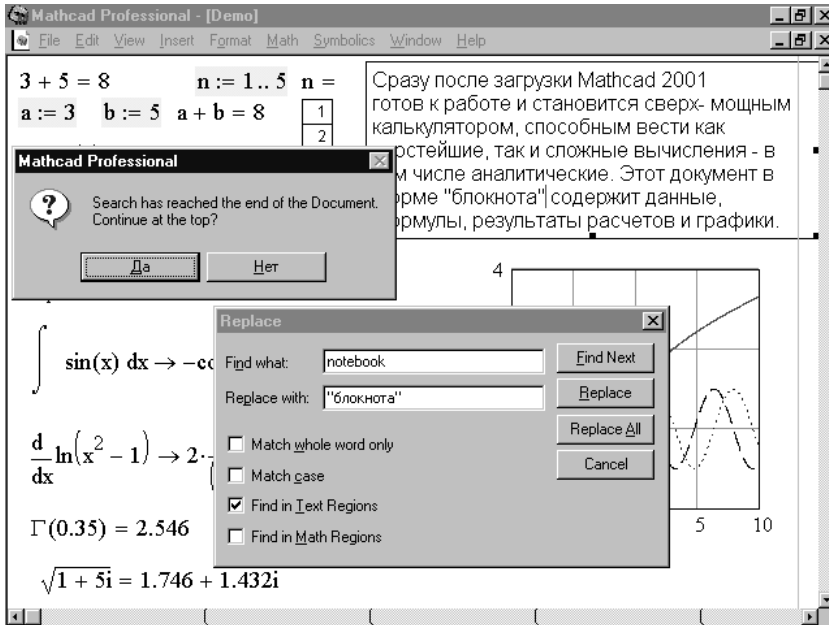 Mathcad Professional - [Demo]
File Edit View Insert Format Math Symbolics Window Help
3 + 5 = 8 n := 1.. 5 n =
a := 3 b := 5 a + b = 8
1
2
Сразу после загрузки Mathcad 2001
готов к работе и становится сверх- мощным
калькулятором, способным вести как
ростейшие, так и сложные вычисления - в
м числе аналитические. Этот документ в
орме "блокнота" содержит данные,
рмулы, результаты расчетов и графики.
Mathcad Professional
Search has reached the end of the Document.
Continue at the top?
Да Нет
4
5 10
Replace
Find what: notebook Find Next
Replace with: "блокнота" Replace
Replace All
Match whole word only
Match case Cancel
Find in Text Regions
Find in Math Regions
∫ sin(x) dx → −co
d/dx ln(x² − 1) → 2·
Γ(0.35) = 2.546
√(1 + 5i) = 1.746 + 1.432i